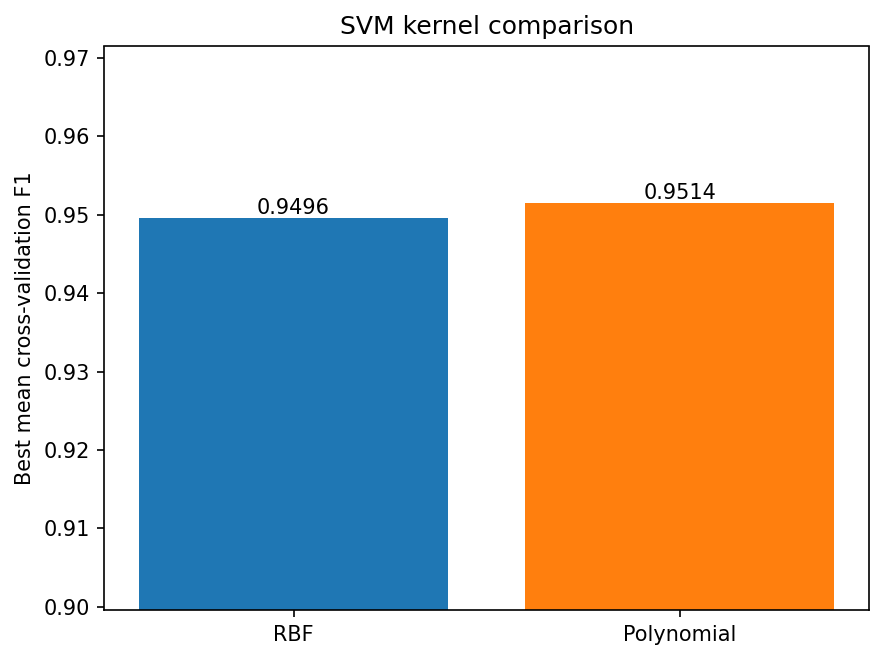 SVM kernel comparison
Best mean cross-validation F1
0.97
0.96
0.95
0.94
0.93
0.92
0.91
0.90
0.9496
0.9514
RBF
Polynomial